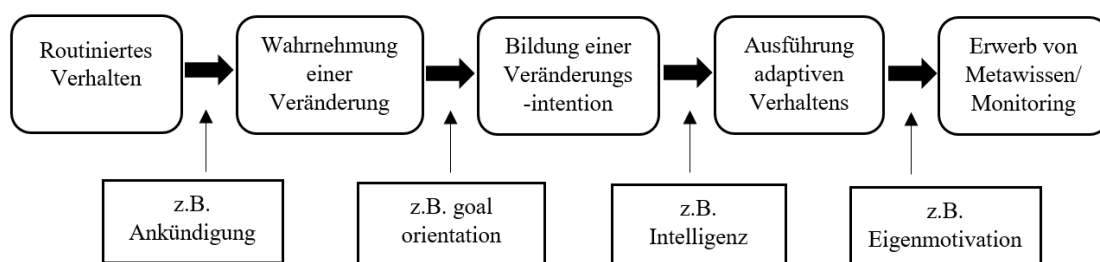 Routiniertes
Verhalten
Wahrnehmung
einer
Veränderung
Bildung einer
Veränderungs
-intention
Ausführung
adaptiven
Verhaltens
Erwerb von
Metawissen/
Monitoring
z.B.
Ankündigung
z.B. goal
orientation
z.B.
Intelligenz
z.B.
Eigenmotivation